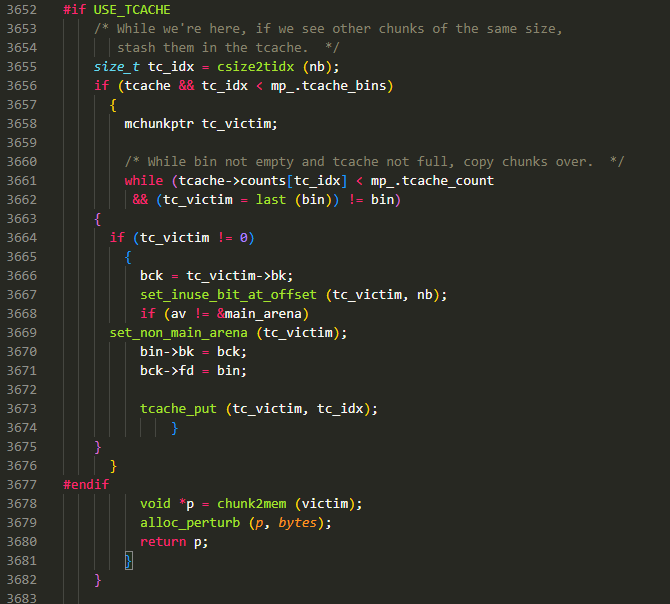 3652 #if USE_TCACHE
3653 /* While we're here, if we see other chunks of the same size,
3654 stash them in the tcache.  */
3655 size_t tc_idx = csize2tidx (nb);
3656 if (tcache && tc_idx < mp_.tcache_bins)
3657 {
3658 mchunkptr tc_victim;
3659
3660 /* While bin not empty and tcache not full, copy chunks over.  */
3661 while (tcache->counts[tc_idx] < mp_.tcache_count
3662 && (tc_victim = last (bin)) != bin)
3663 {
3664 if (tc_victim != 0)
3665 {
3666 bck = tc_victim->bk;
3667 set_inuse_bit_at_offset (tc_victim, nb);
3668 if (av != &main_arena)
3669 set_non_main_arena (tc_victim);
3670 bin->bk = bck;
3671 bck->fd = bin;
3672
3673 tcache_put (tc_victim, tc_idx);
3674 }
3675 }
3676 }
3677 #endif
3678 void *p = chunk2mem (victim);
3679 alloc_perturb (p, bytes);
3680 return p;
3681 }
3682 }
3683